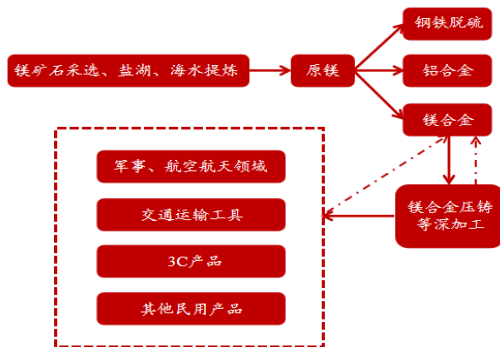 钢铁脱硫
镁矿石采选、盐湖、海水提炼
原镁
铝合金
镁合金
军事、航空航天领域
交通运输工具
3C产品
其他民用产品
镁合金压铸
等深加工